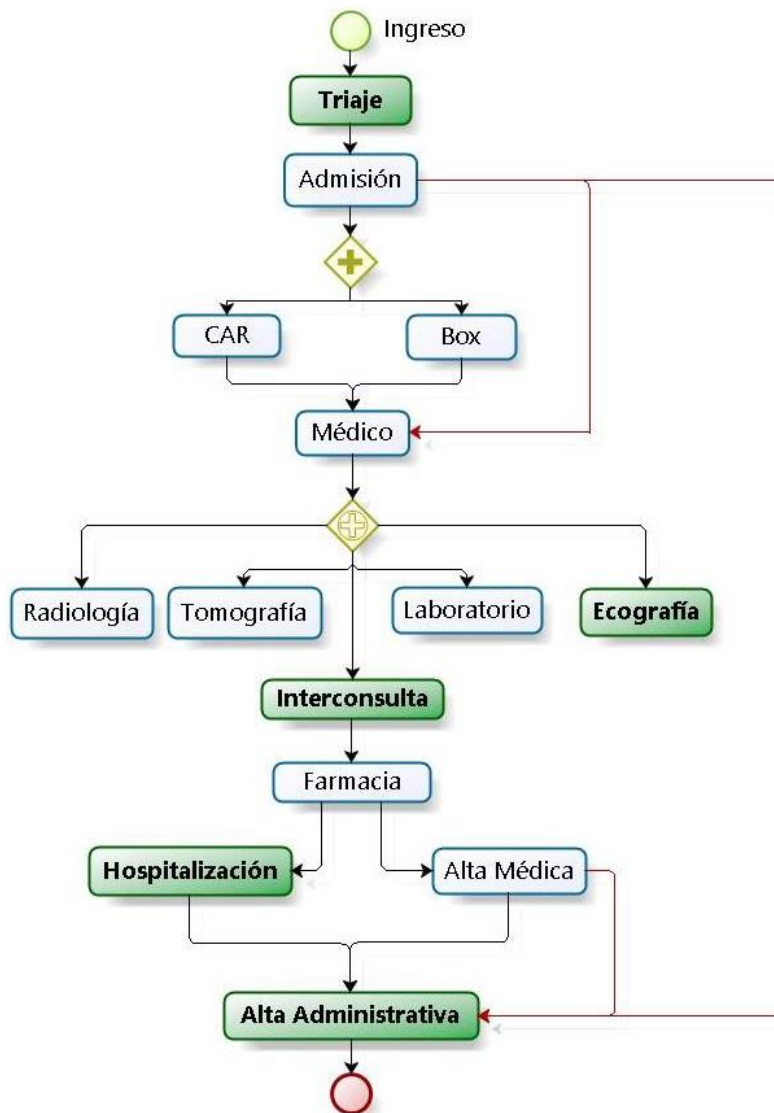 Ingreso
Triaje
Admisión
CAR
Box
Médico
Radiología
Tomografía
Laboratorio
Ecografía
Interconsulta
Farmacia
Hospitalización
Alta Médica
Alta Administrativa